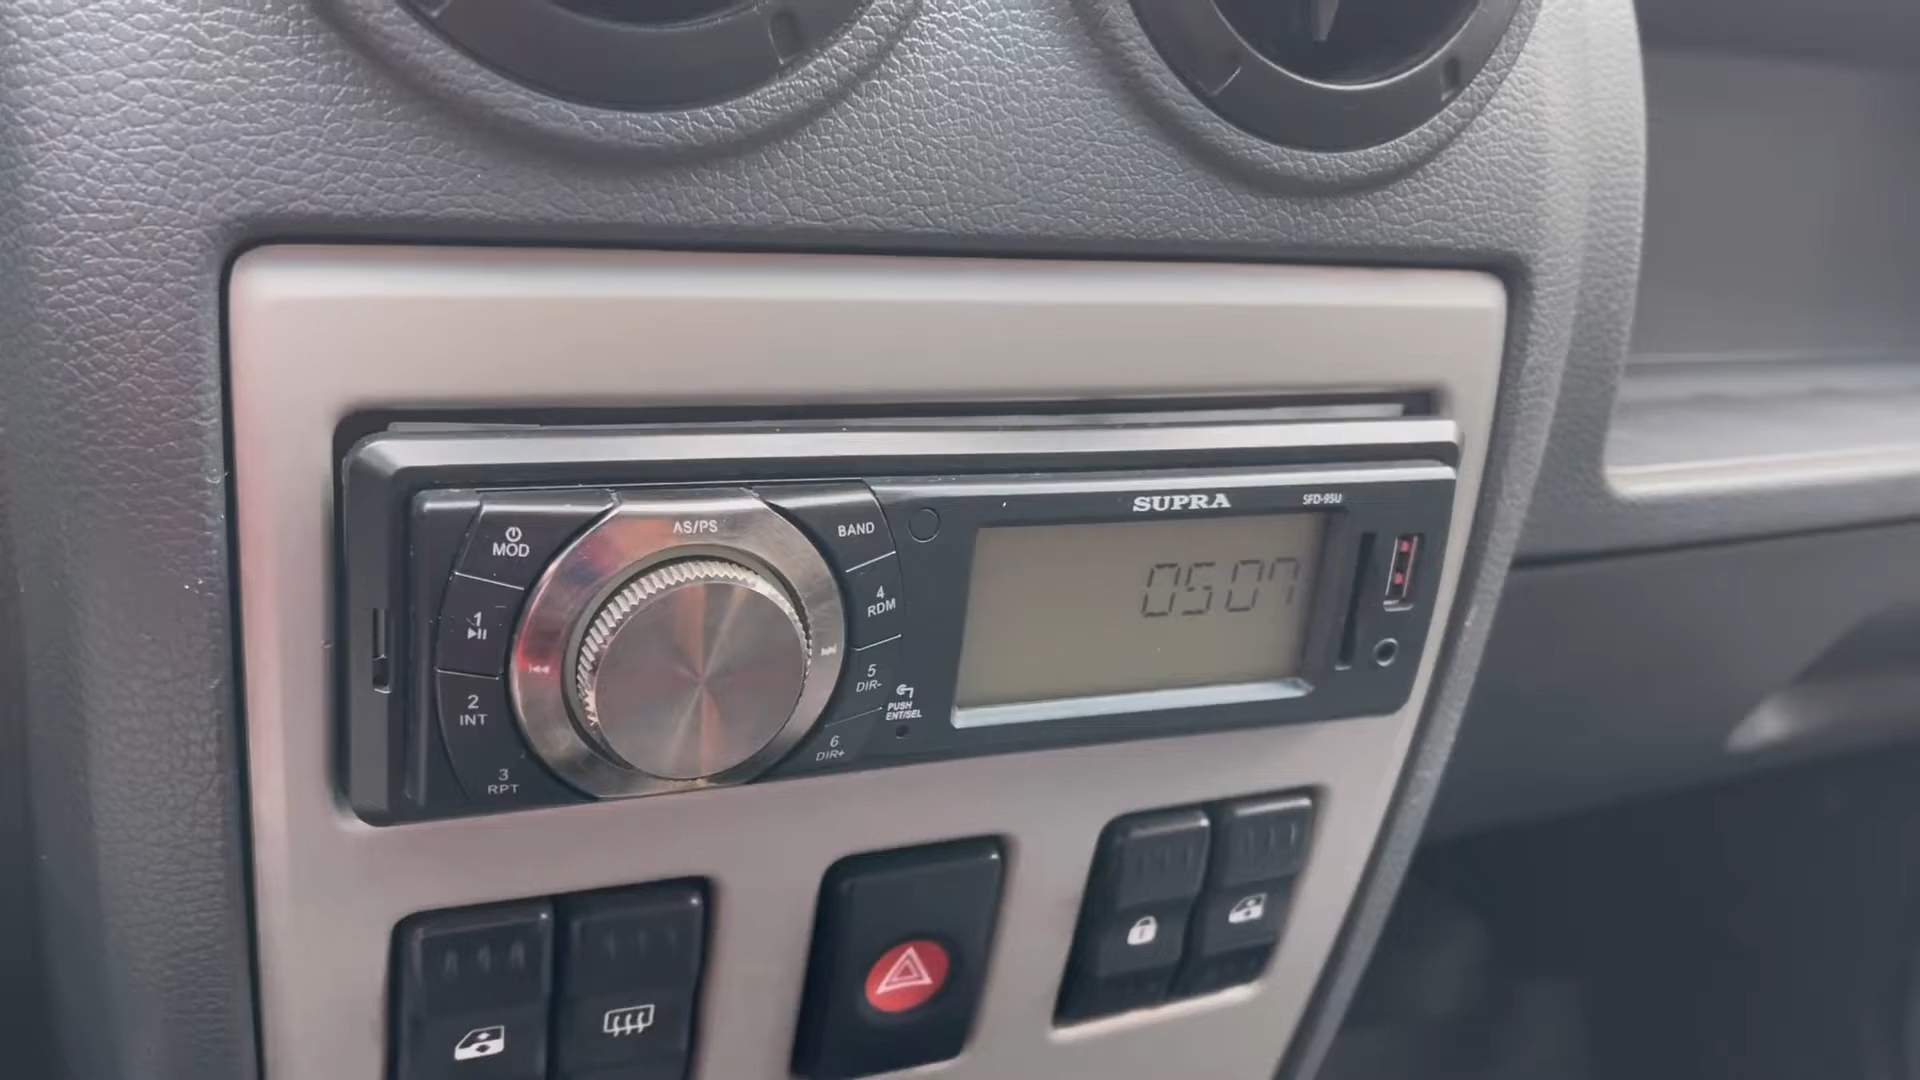 SUPRA
SFD-95U
MOD
AS/PS
BAND
1
4
RDM
05 07
2
INT
5
DIR-
PUSH
ENT/SEL
3
RPT
6
DIR+